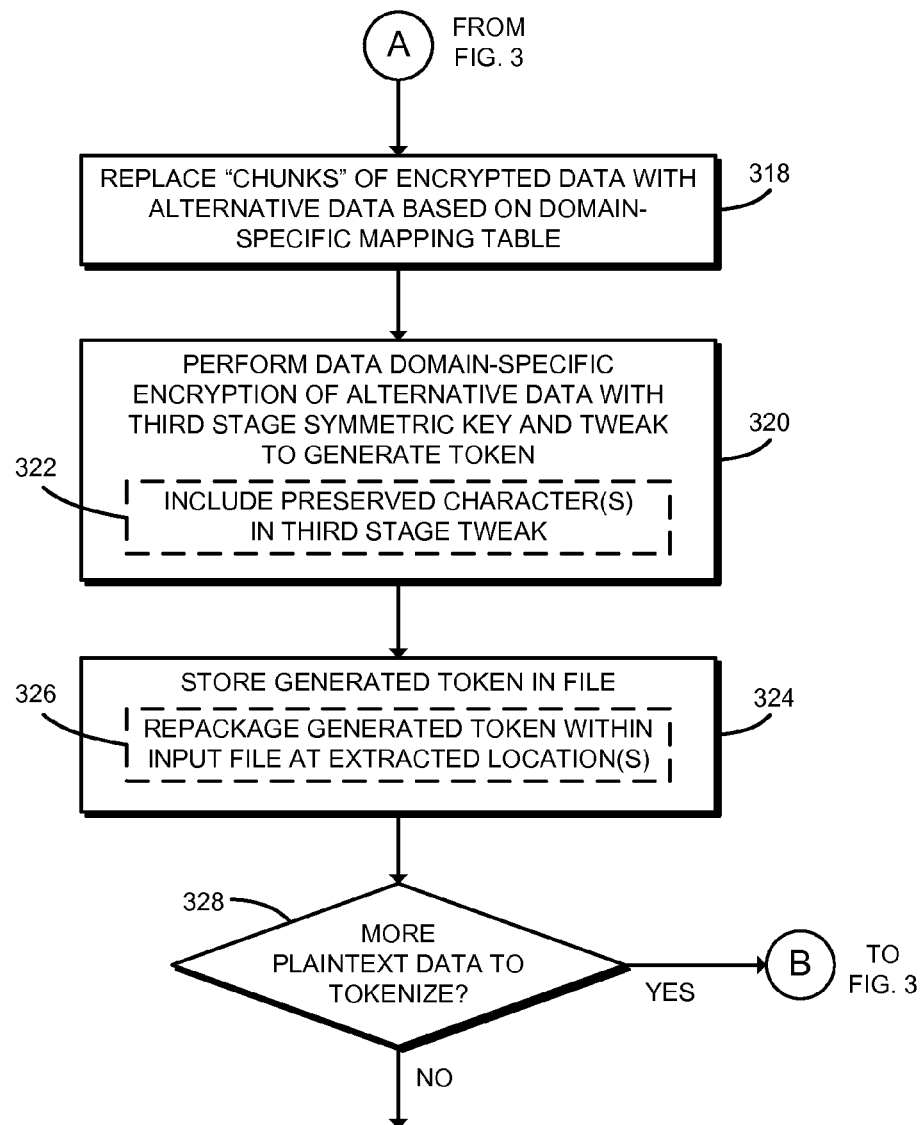 A
FROM
FIG. 3
REPLACE “CHUNKS” OF ENCRYPTED DATA WITH
ALTERNATIVE DATA BASED ON DOMAIN-
SPECIFIC MAPPING TABLE
318
PERFORM DATA DOMAIN-SPECIFIC
ENCRYPTION OF ALTERNATIVE DATA WITH
THIRD STAGE SYMMETRIC KEY AND TWEAK
TO GENERATE TOKEN
320
322
INCLUDE PRESERVED CHARACTER(S)
IN THIRD STAGE TWEAK
STORE GENERATED TOKEN IN FILE
326
324
REPACKAGE GENERATED TOKEN WITHIN
INPUT FILE AT EXTRACTED LOCATION(S)
328
MORE
PLAINTEXT DATA TO
TOKENIZE?
YES
B
TO
FIG. 3
NO